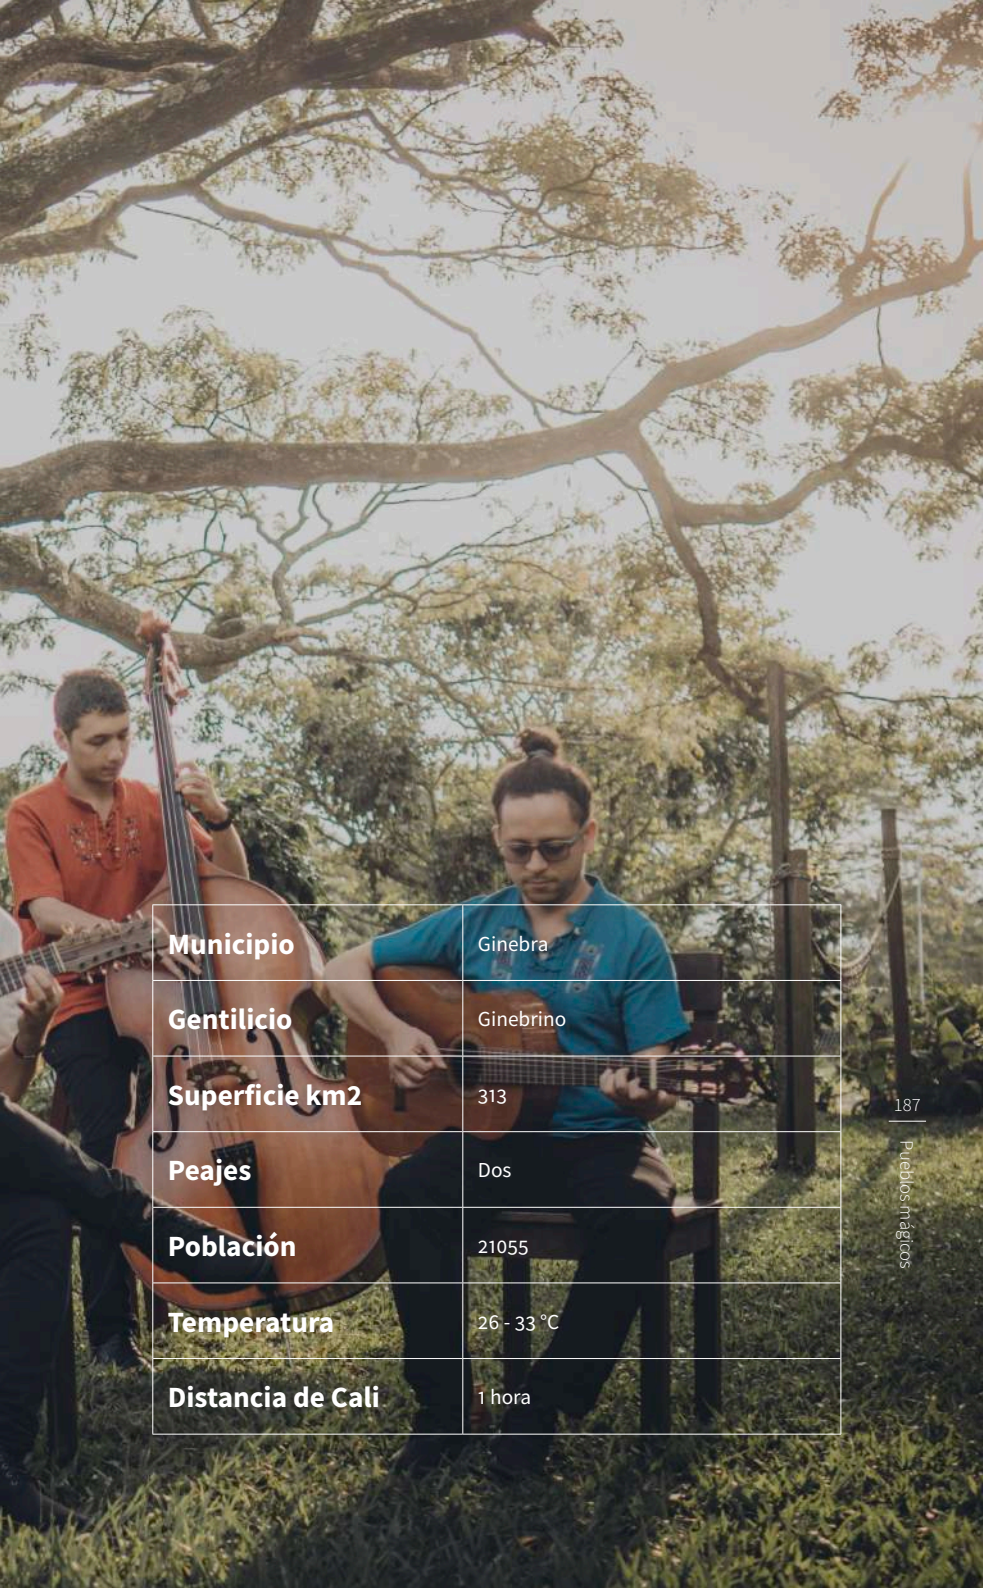 Municipio Ginebra
Gentilicio Ginebrino
Superficie km2 313
Peajes Dos
Población 21055
Temperatura 26 - 33 °C
Distancia de Cali 1 hora
187
Pueblos mágicos